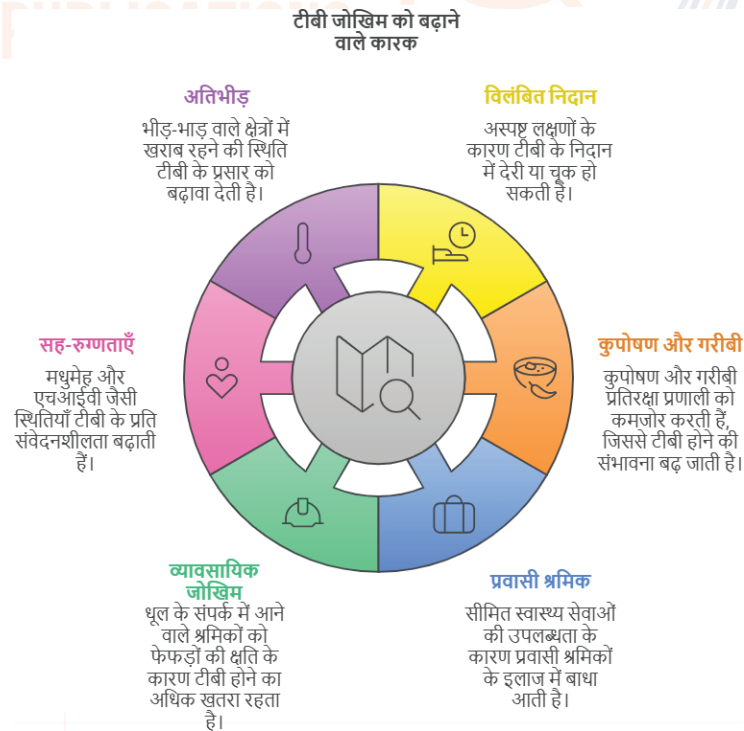 टीबी जोखिम को बढ़ाने
वाले कारक
अतिभीड़
भीड़-भाड़ वाले क्षेत्रों में
खराब रहने की स्थिति
टीबी के प्रसार को
बढ़ावा देती है।
विलंबित निदान
अस्पष्ट लक्षणों के
कारण टीबी के निदान
में देरी या चूक हो
सकती है।
सह-रुग्णताएँ
मधुमेह और
एचआईवी जैसी
स्थितियाँ टीबी के प्रति
संवेदनशीलता बढ़ाती
हैं।
कुपोषण और गरीबी
कुपोषण और गरीबी
प्रतिरक्षा प्रणाली को
कमजोर करती हैं,
जिससे टीबी होने की
संभावना बढ़ जाती है।
व्यावसायिक
जोखिम
धूल के संपर्क में आने
वाले श्रमिकों को
फेफड़ों की क्षति के
कारण टीबी होने का
अधिक खतरा रहता
है।
प्रवासी श्रमिक
सीमित स्वास्थ्य सेवाओं
की उपलब्धता के
कारण प्रवासी श्रमिकों
के इलाज में बाधा
आती है।